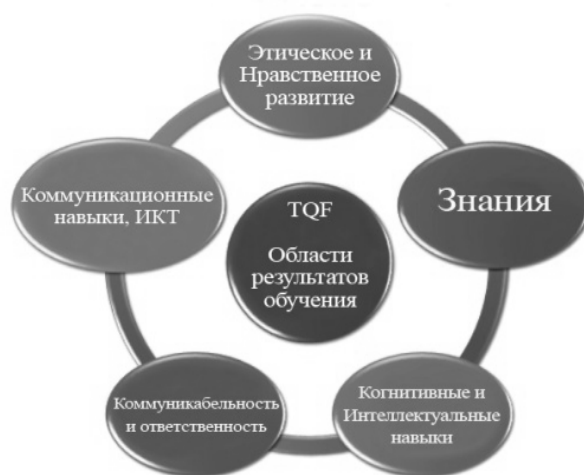 Этическое и
Нравственное
развитие
Коммуникационные
навыки, ИКТ
Знания
TQF
Области
результатов
обучения
Коммуникабельность
и ответственность
Когнитивные и
Интеллектуальные
навыки